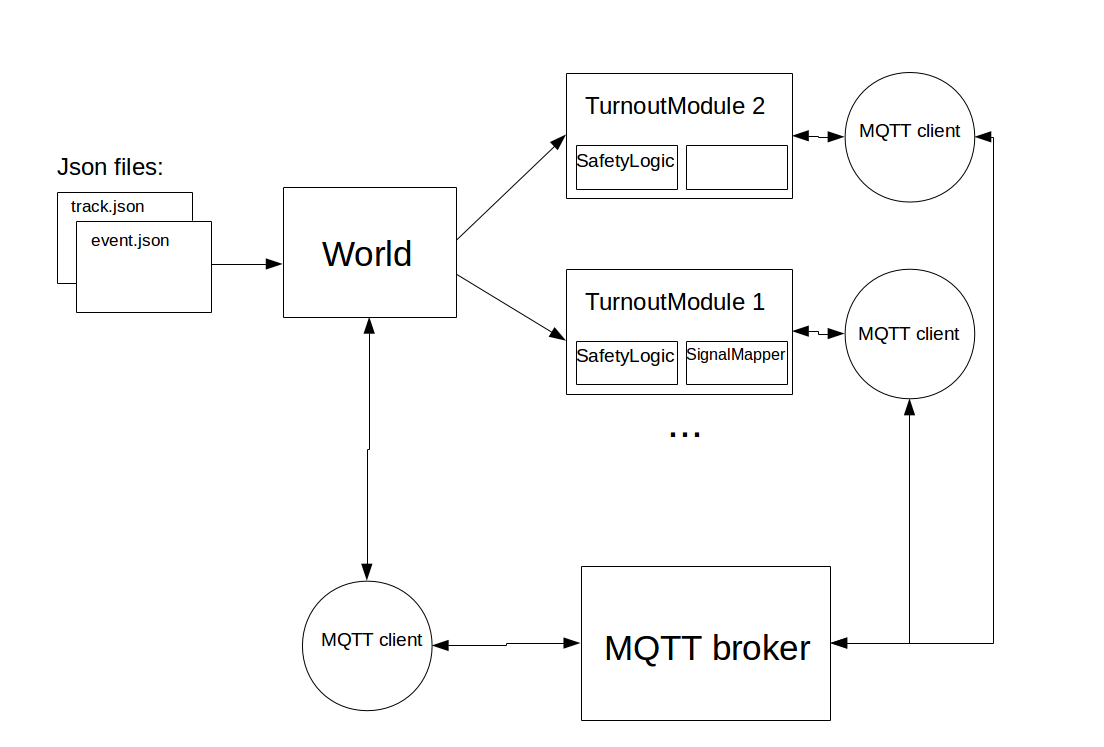 TurnoutModule 2
MQTT client
SafetyLogic
Json files:
track.json
event.json
World
TurnoutModule 1
MQTT client
SafetyLogic
SignalMapper
...
MQTT client
MQTT broker